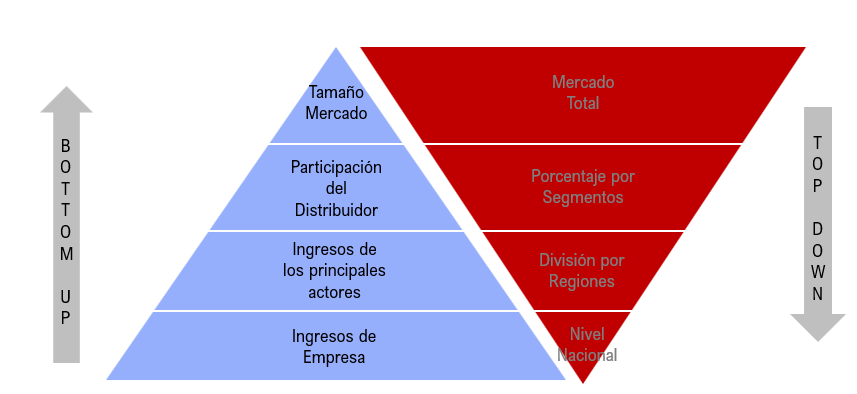 BOTTOM UP
Tamaño
Mercado
Participación
del
Distribuidor
Ingresos de
los principales
actores
Ingresos de
Empresa
Mercado
Total
Porcentaje por
Segmentos
División por
Regiones
Nivel
Nacional
TOP DOWN